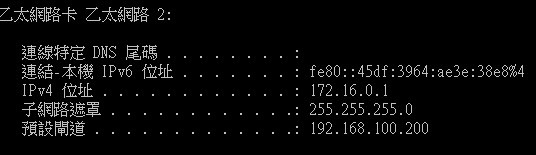 乙太網路卡 乙太網路 2:
連線特定 DNS 尾碼 . . . . . . . . :
連結-本機 IPv6 位址 . . . . . . . : fe80::45df:3964:ae3e:38e8%4
IPv4 位址 . . . . . . . . . . . . : 172.16.0.1
子網路遮罩 . . . . . . . . . . . .: 255.255.255.0
預設閘道 . . . . . . . . . . . . .: 192.168.100.200